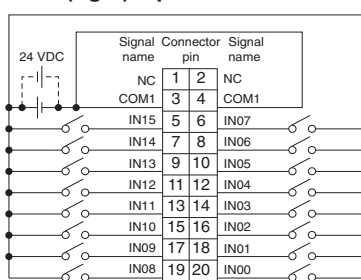 Signal Connector Signal
name pin name
24 VDC
NC 1 2 NC
COM1 3 4 COM1
IN15 5 6 IN07
IN14 7 8 IN06
IN13 9 10 IN05
IN12 11 12 IN04
IN11 13 14 IN03
IN10 15 16 IN02
IN09 17 18 IN01
IN08 19 20 IN00